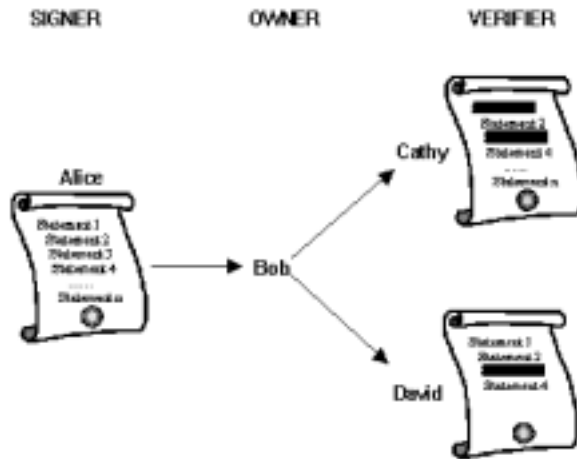 SIGNER
OWNER
VERIFIER
Alice
Statement 1
Statement 2
Statement 3
Statement 4
.....
Statement n
Bob
Cathy
Statement 2
Statement 4
.....
Statement n
David
Statement 1
Statement 2
Statement 4